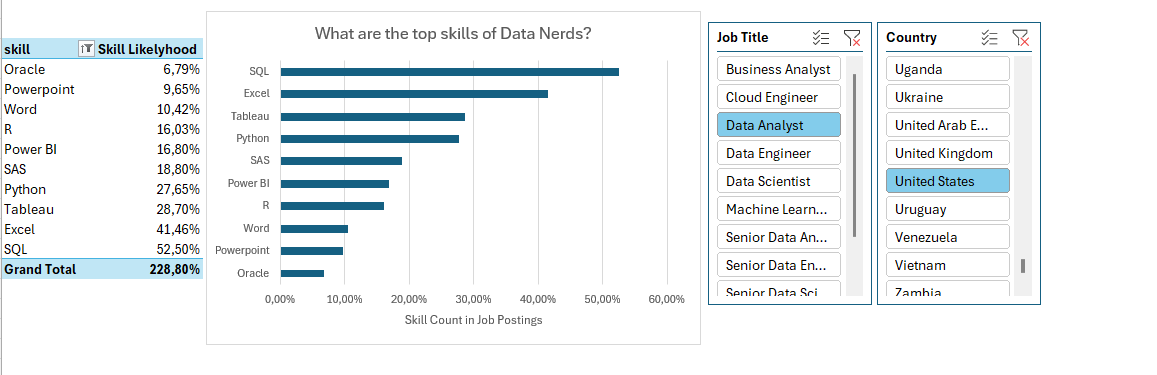 skill Skill Likelyhood
Oracle 6,79%
Powerpoint 9,65%
Word 10,42%
R 16,03%
Power BI 16,80%
SAS 18,80%
Python 27,65%
Tableau 28,70%
Excel 41,46%
SQL 52,50%
Grand Total 228,80%
What are the top skills of Data Nerds?
SQL
Excel
Tableau
Python
SAS
Power BI
R
Word
Powerpoint
Oracle
0,00% 10,00% 20,00% 30,00% 40,00% 50,00% 60,00%
Skill Count in Job Postings
Job Title
Business Analyst
Cloud Engineer
Data Analyst
Data Engineer
Data Scientist
Machine Learn...
Senior Data An...
Senior Data En...
Senior Data Sci
Country
Uganda
Ukraine
United Arab E...
United Kingdom
United States
Uruguay
Venezuela
Vietnam
Zambia